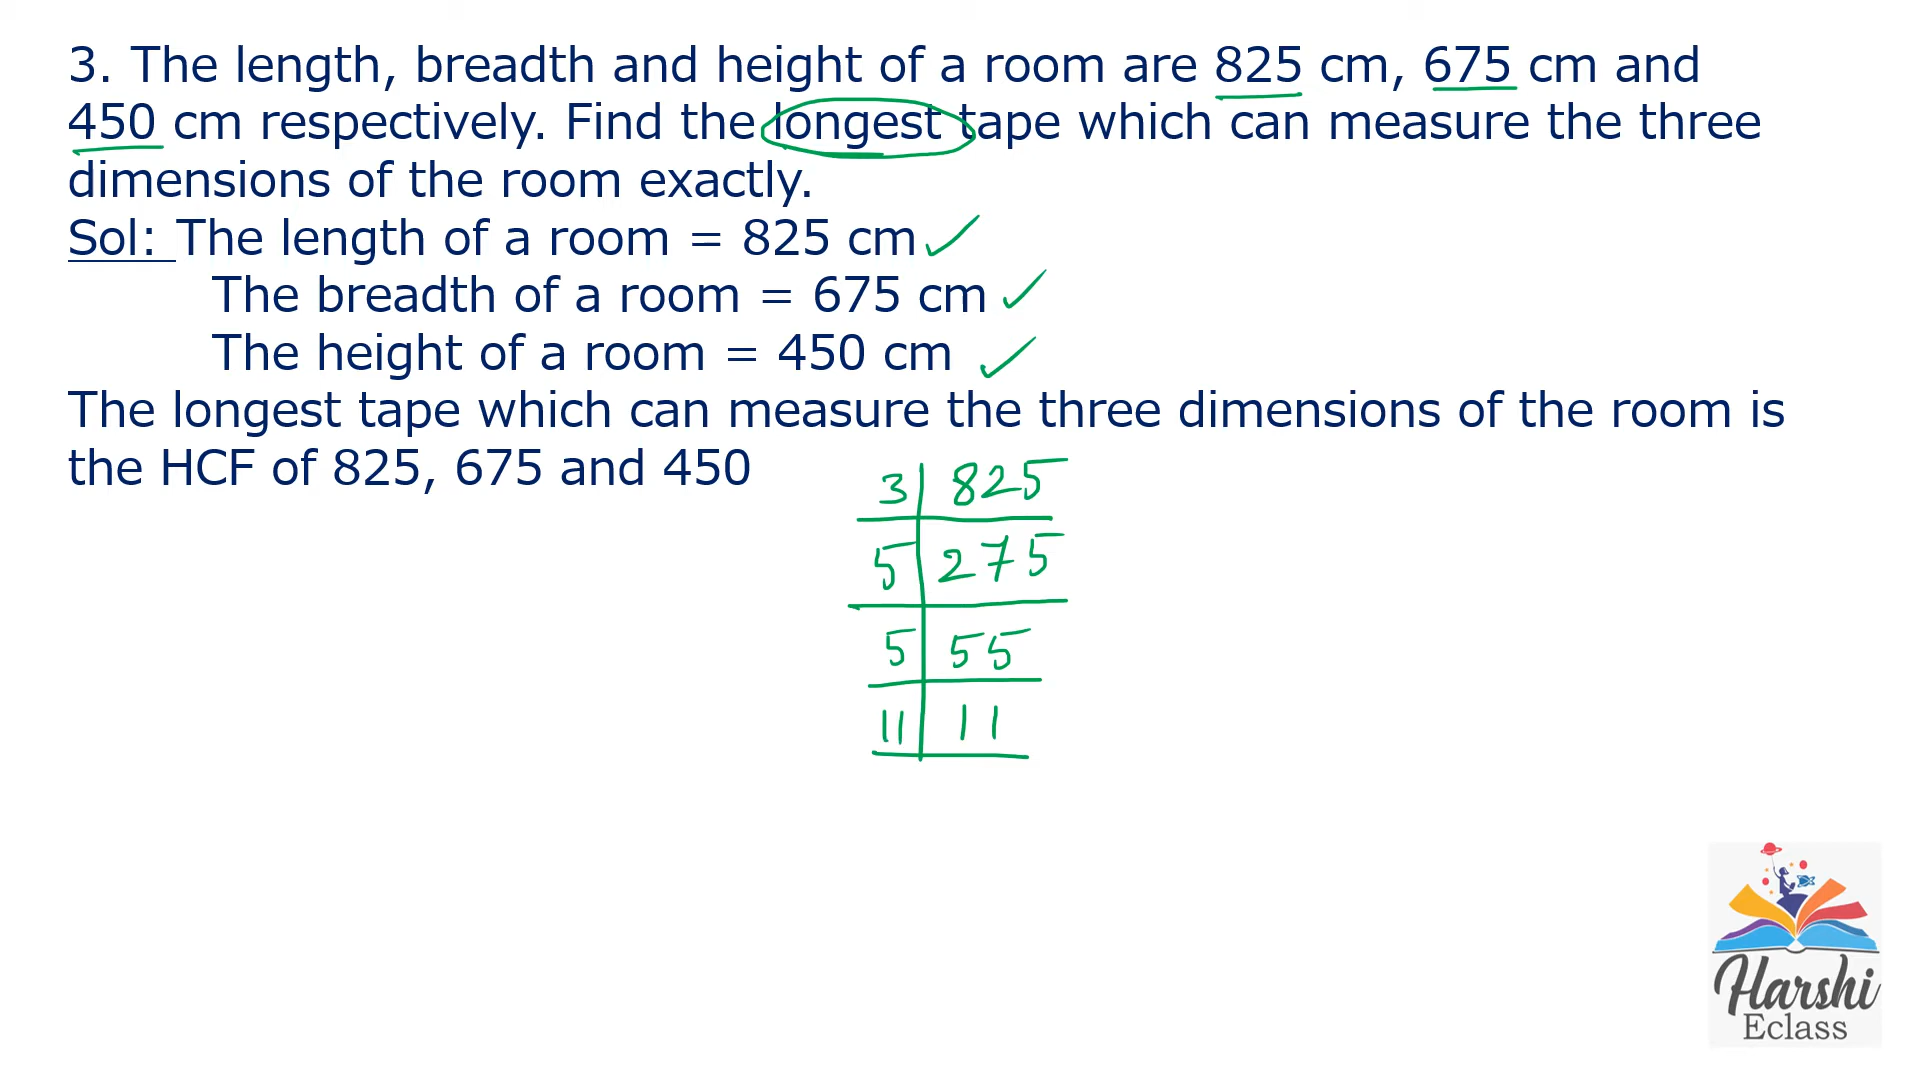 3. The length, breadth and height of a room are 825 cm, 675 cm and
450 cm respectively. Find the longest tape which can measure the three
dimensions of the room exactly.
Sol: The length of a room = 825 cm
The breadth of a room = 675 cm
The height of a room = 450 cm
The longest tape which can measure the three dimensions of the room is
the HCF of 825, 675 and 450
3 825
5 275
5 55
11 11
Harshi
Eclass